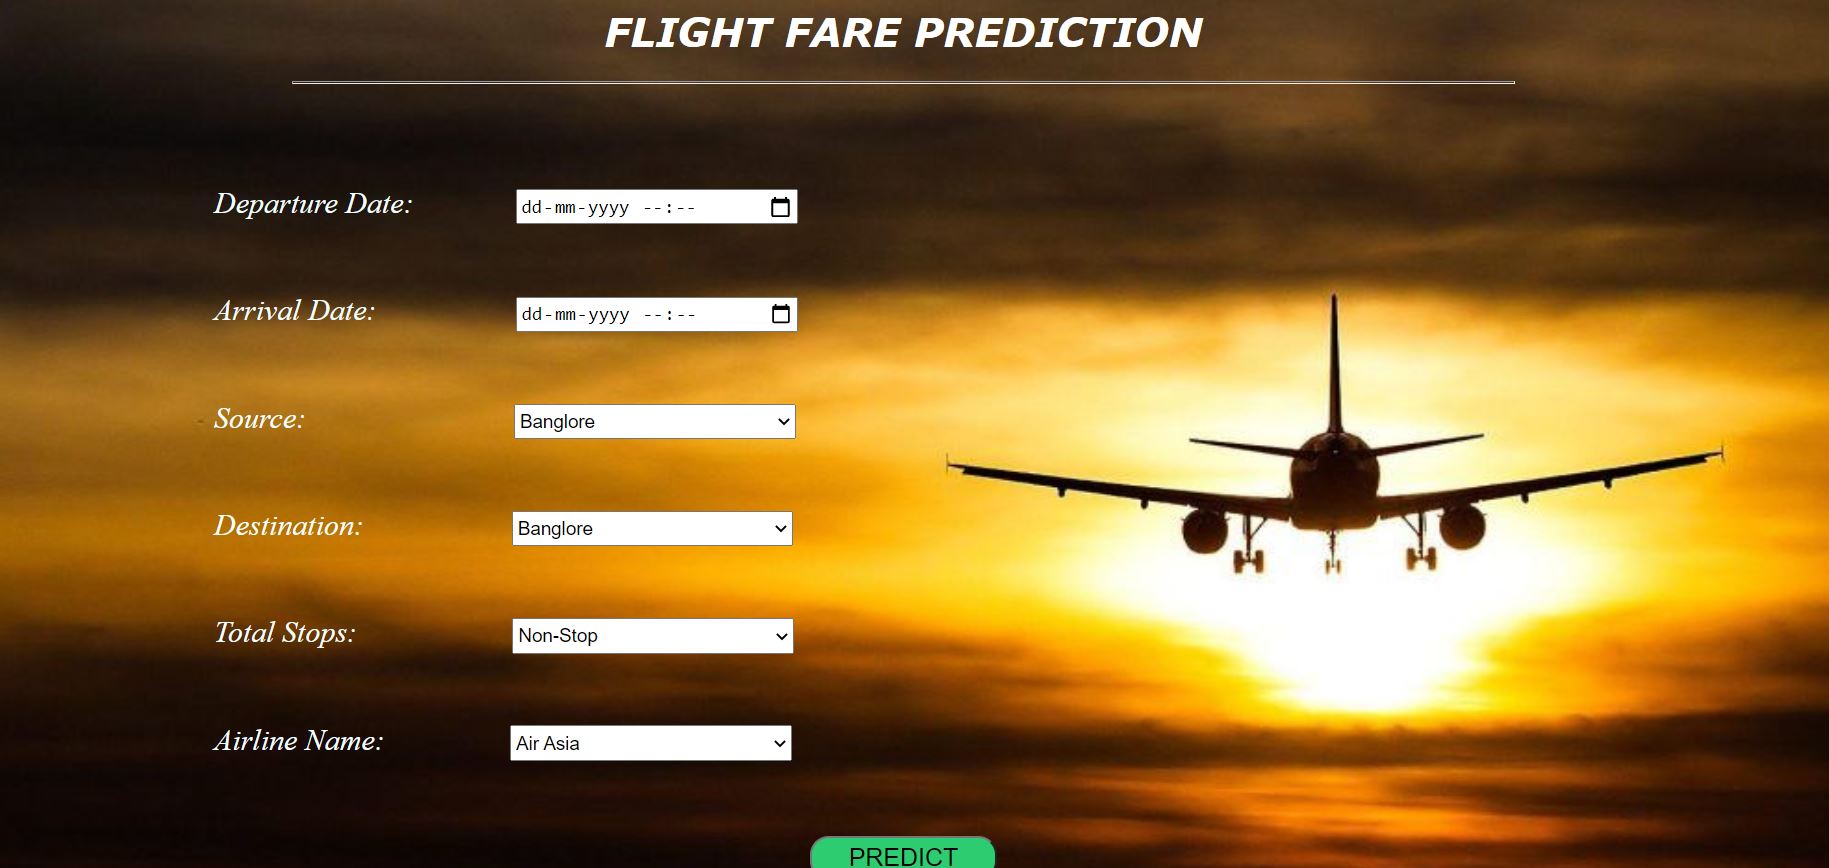 FLIGHT FARE PREDICTION
Departure Date: dd-mm-yyyy --:--
Arrival Date: dd-mm-yyyy --:--
Source: Banglore
Destination: Banglore
Total Stops: Non-Stop
Airline Name: Air Asia
PREDICT